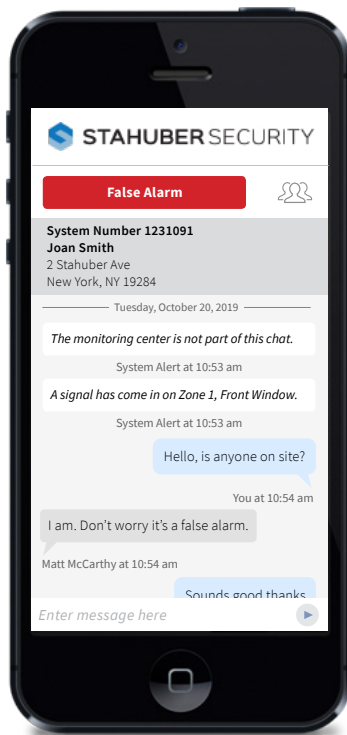 STAHUBER SECURITY
False Alarm
System Number 1231091
Joan Smith
2 Stahuber Ave
New York, NY 19284
Tuesday, October 20, 2019
The monitoring center is not part of this chat.
System Alert at 10:53 am
A signal has come in on Zone 1, Front Window.
System Alert at 10:53 am
Hello, is anyone on site?
You at 10:54 am
I am. Don’t worry it’s a false alarm.
Matt McCarthy at 10:54 am
Sounds good thanks
Enter message here